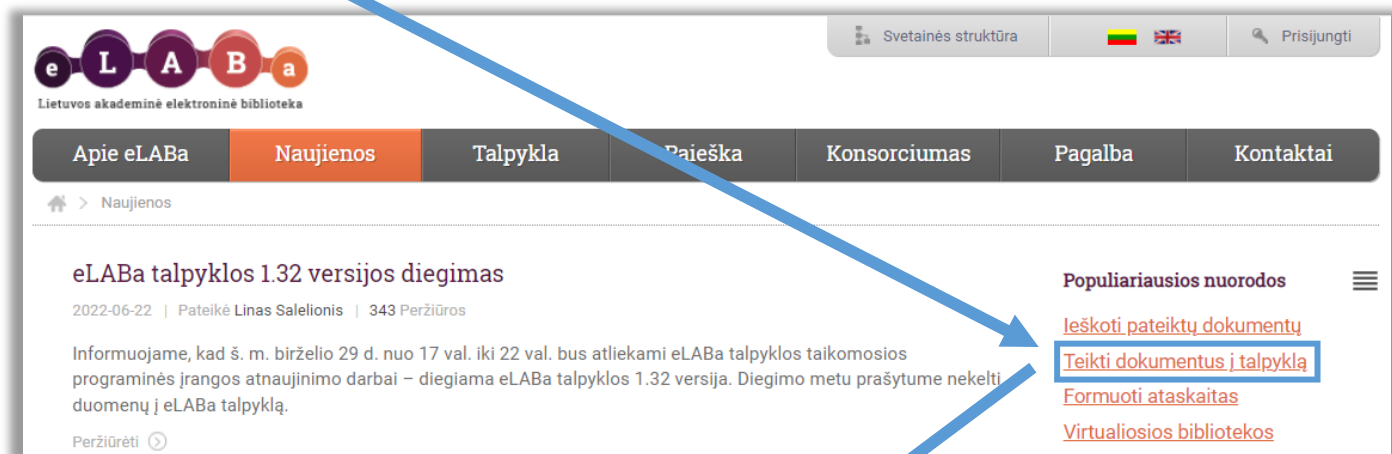 Svetainės struktūra
Prisijungti
eLABa
Lietuvos akademinė elektroninė biblioteka
Apie eLABa
Naujienos
Talpykla
Paieška
Konsorciumas
Pagalba
Kontaktai
> Naujienos
eLABa talpyklos 1.32 versijos diegimas
2022-06-22 | Pateikė Linas Salelionis | 343 Peržiūros
Informuojame, kad š. m. birželio 29 d. nuo 17 val. iki 22 val. bus atliekami eLABa talpyklos taikomosios
programinės įrangos atnaujinimo darbai – diegiama eLABa talpyklos 1.32 versija. Diegimo metu prašytume nekelti
duomenų į eLABa talpyklą.
Peržiūrėti
Populiariausios nuorodos
Ieškoti pateiktų dokumentų
Teikti dokumentus į talpyklą
Formuoti ataskaitas
Virtualiosios bibliotekos